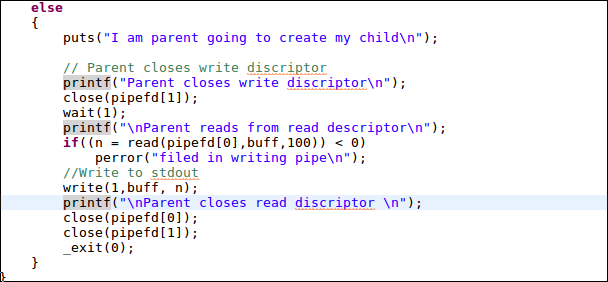 else
{
puts("I am parent going to create my child\n");
// Parent closes write discriptor
printf("Parent closes write discriptor\n");
close(pipefd[1]);
wait(1);
printf("\nParent reads from read descriptor\n");
if((n = read(pipefd[0],buff,100)) < 0)
perror("filed in writing pipe\n");
//Write to stdout
write(1,buff, n);
printf("\nParent closes read discriptor \n");
close(pipefd[0]);
close(pipefd[1]);
_exit(0);
}
}